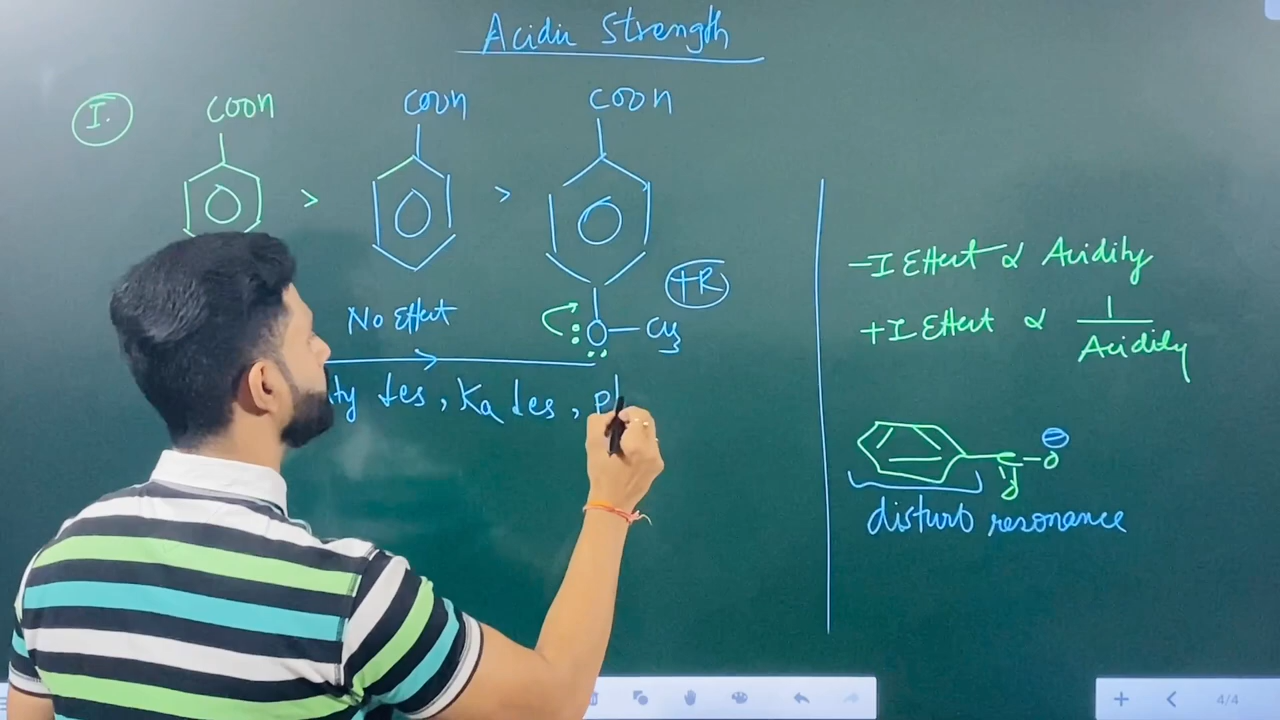 Acidic Strength
I.
COOH
COOH
COOH
>
>
+R
No Effect
O–CH3
ity des, Ka des, p
–I Effect ∝ Acidity
+I Effect ∝ 1/Acidity
C–O ⊖
O
disturb resonance
4/4